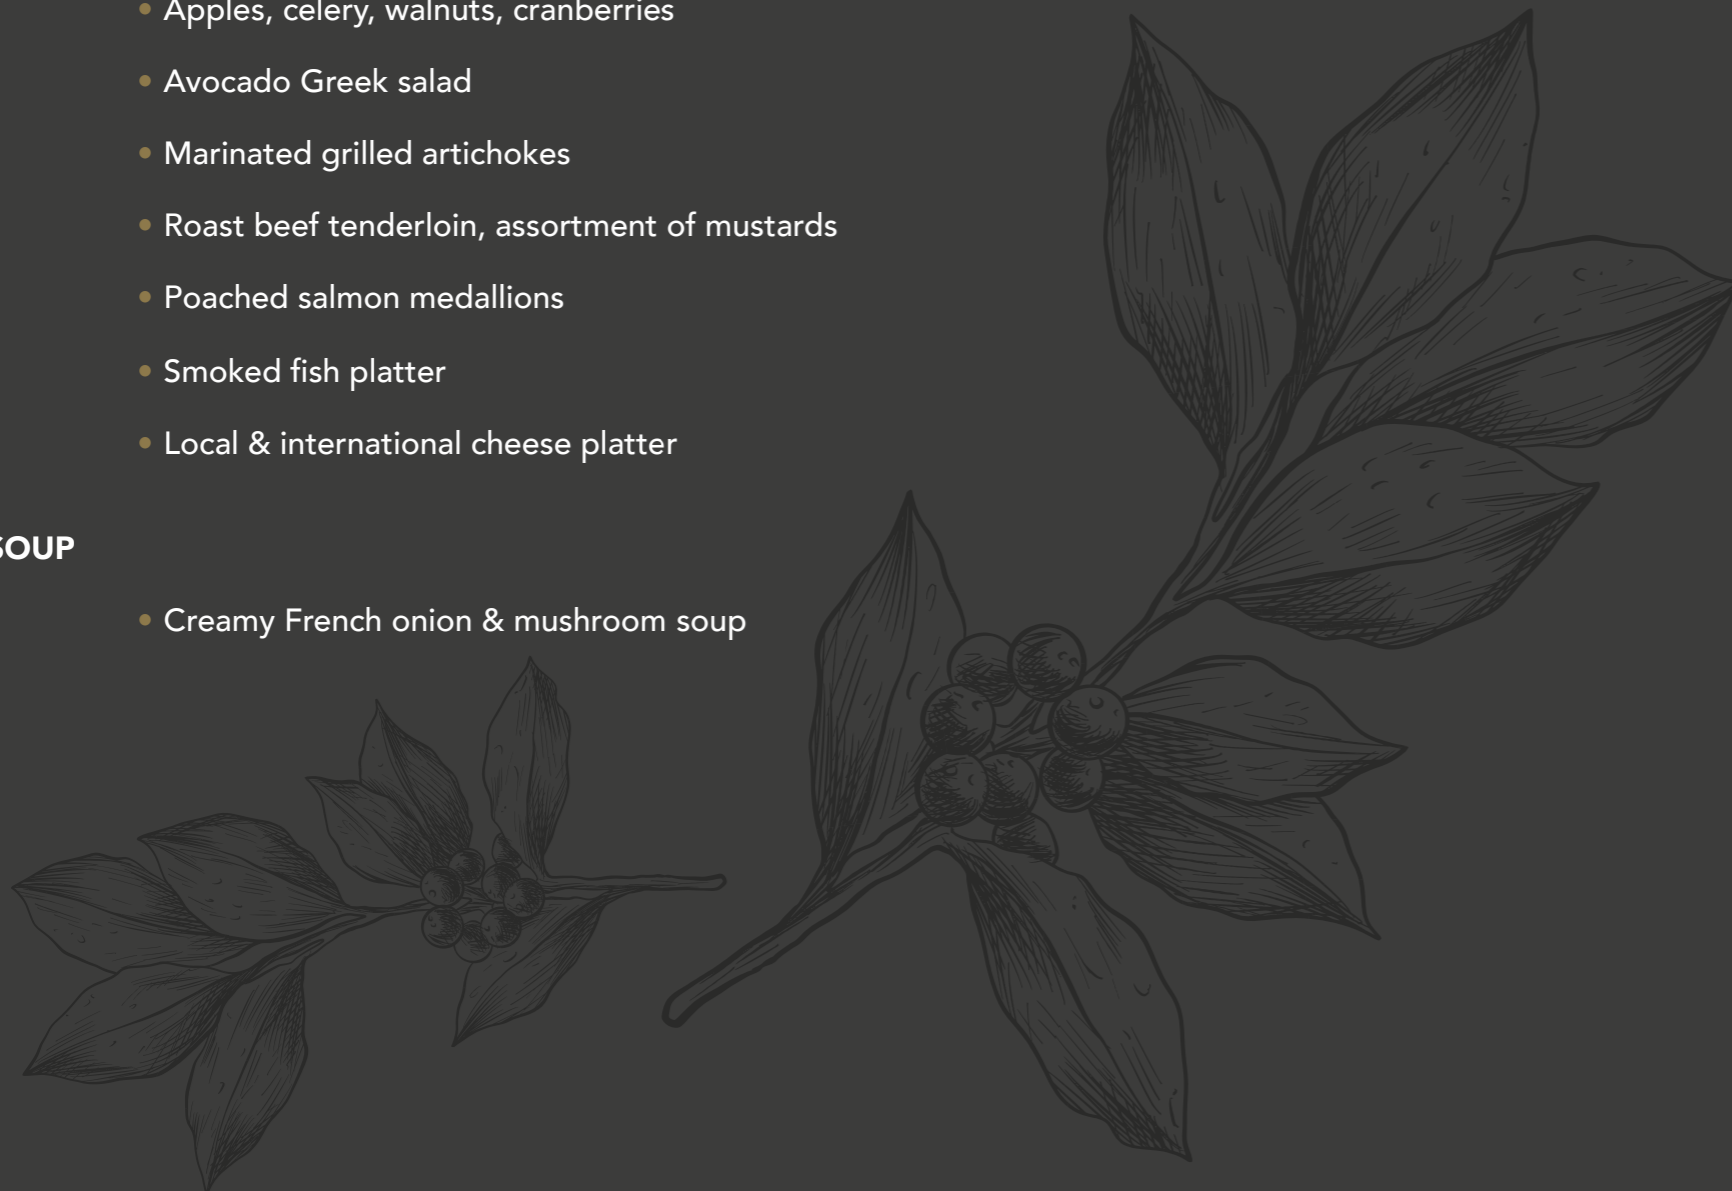 • Apples, celery, walnuts, cranberries
• Avocado Greek salad
• Marinated grilled artichokes
• Roast beef tenderloin, assortment of mustards
• Poached salmon medallions
• Smoked fish platter
• Local & international cheese platter
SOUP
• Creamy French onion & mushroom soup